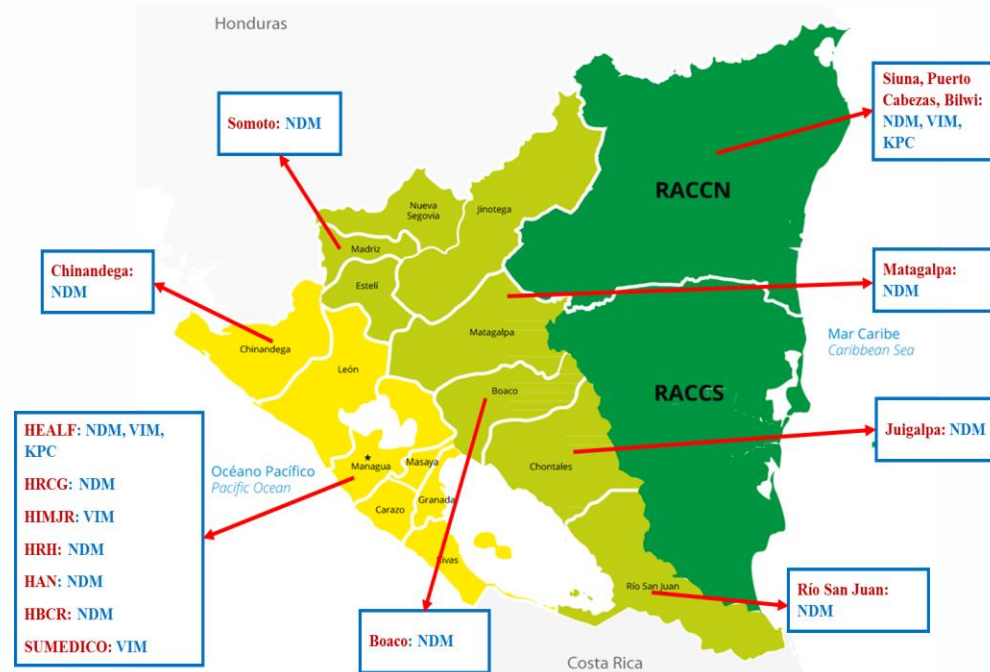 Honduras
Somoto: NDM
Siuna, Puerto
Cabezas, Bilwi:
NDM, VIM,
KPC
RACCN
Nueva
Segovia
Jinotega
Madriz
Estelí
Chinandega:
NDM
Matagalpa:
NDM
Chinandega
León
Matagalpa
Mar Caribe
Caribbean Sea
Boaco
RACCS
HEALF: NDM, VIM,
KPC
HRCG: NDM
HIMJR: VIM
HRH: NDM
HAN: NDM
HBCR: NDM
SUMEDICO: VIM
Océano Pacífico
Pacific Ocean
Managua
Masaya
Granada
Carazo
Rivas
Chontales
Juigalpa: NDM
Río San Juan
Río San Juan:
NDM
Boaco: NDM
Costa Rica